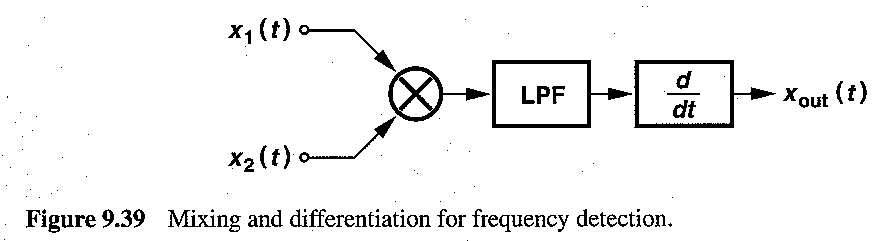 x₁(t)
LPF
d
dt
xout (t)
x₂(t)
Figure 9.39 Mixing and differentiation for frequency detection.